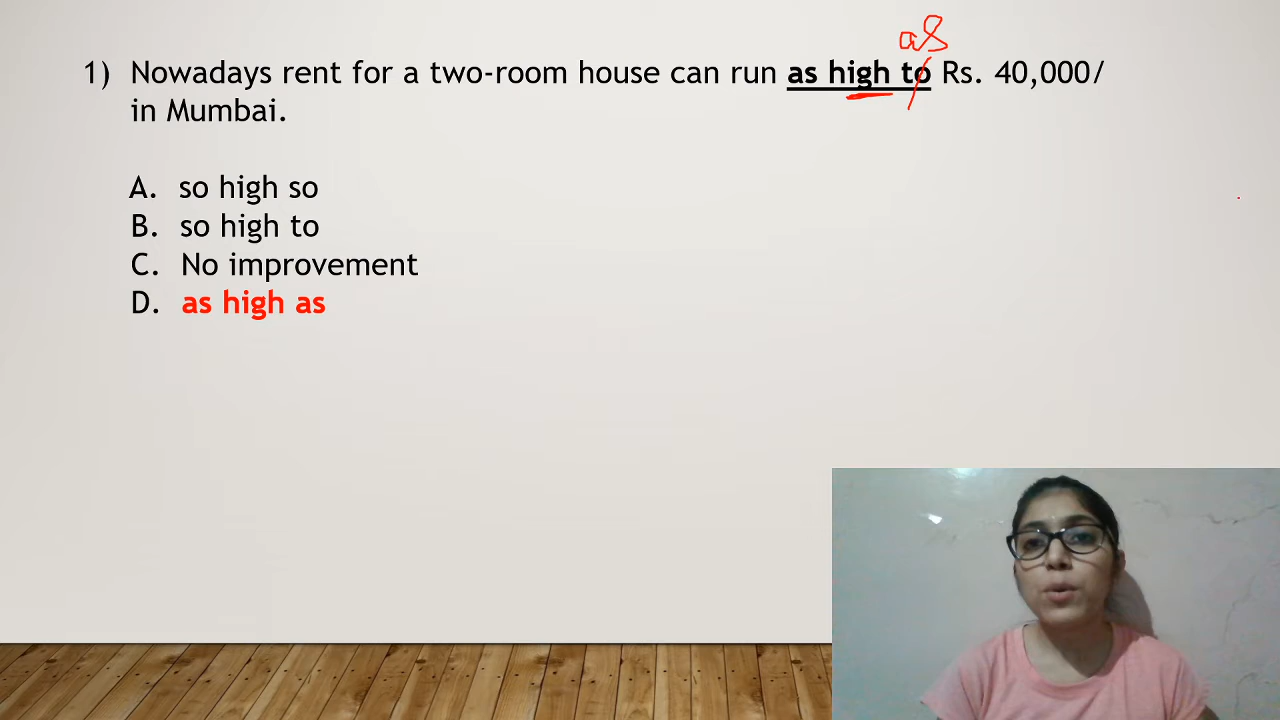 as
1) Nowadays rent for a two-room house can run as high to Rs. 40,000/
in Mumbai.
A. so high so
B. so high to
C. No improvement
D. as high as